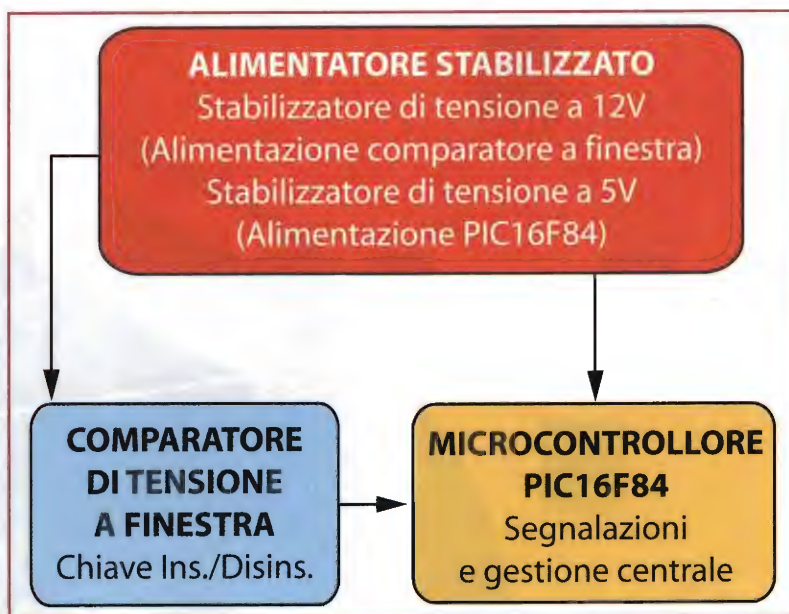 ALIMENTATORE STABILIZZATO
Stabilizzatore di tensione a 12V
(Alimentazione comparatore a finestra)
Stabilizzatore di tensione a 5V
(Alimentazione PIC16F84)
COMPARATORE
DI TENSIONE
A FINESTRA
Chiave Ins./Disins.
MICROCONTROLLORE
PIC16F84
Segnalazioni
e gestione centrale